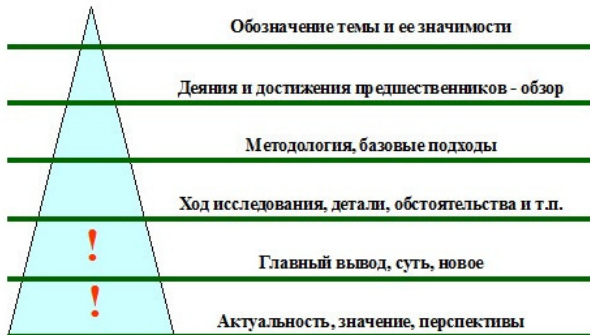 Обозначение темы и ее значимости
Деяния и достижения предшественников - обзор
Методология, базовые подходы
Ход исследования, детали, обстоятельства и т.п.
!
Главный вывод, суть, новое
!
Актуальность, значение, перспективы